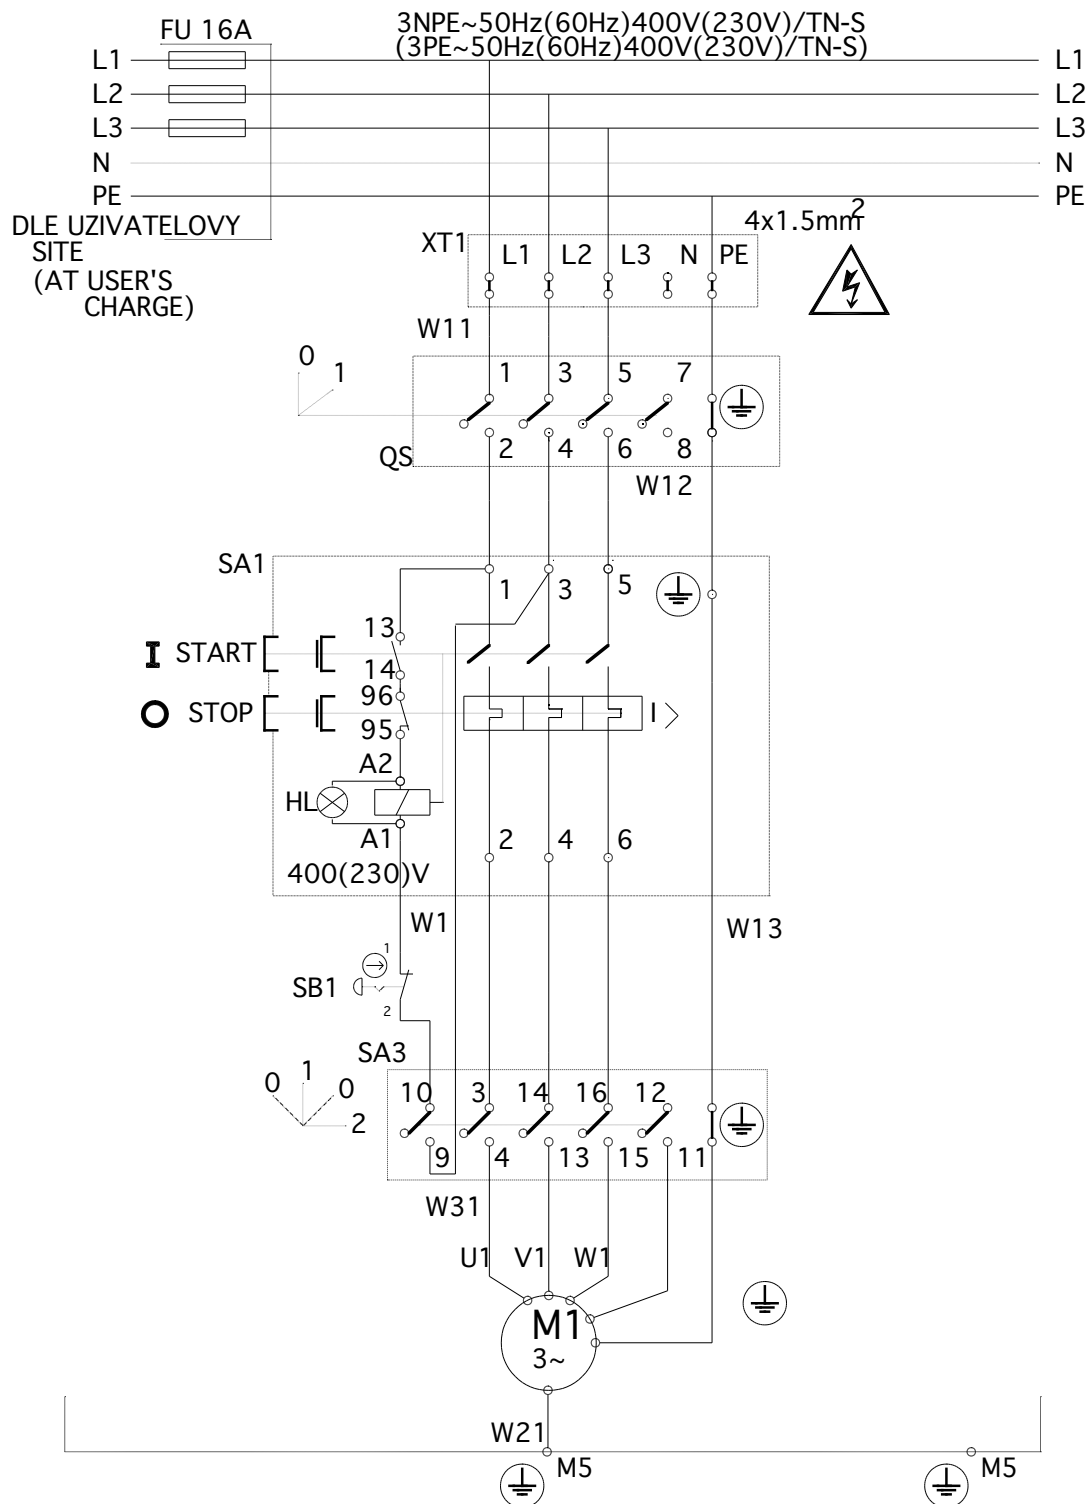 FU 16A
3NPE~50Hz(60Hz)400V(230V)/TN-S
(3PE~50Hz(60Hz)400V(230V)/TN-S)
L1 L1
L2 L2
L3 L3
N N
PE PE
DLE UZIVATELOVY
SITE
(AT USER'S
CHARGE)
4x1.5mm²
XT1 L1 L2 L3 N PE
W11
0 1
1 3 5 7
QS 2 4 6 8
W12
SA1
1 3 5
13
I START
14
96
STOP I >
95
A2
HL
A1 2 4 6
400(230)V
W1 W13
1
SB1
2
SA3
0 1 0 2
10 3 14 16 12
9 4 13 15 11
W31
U1 V1 W1
M1
3~
W21
M5 M5